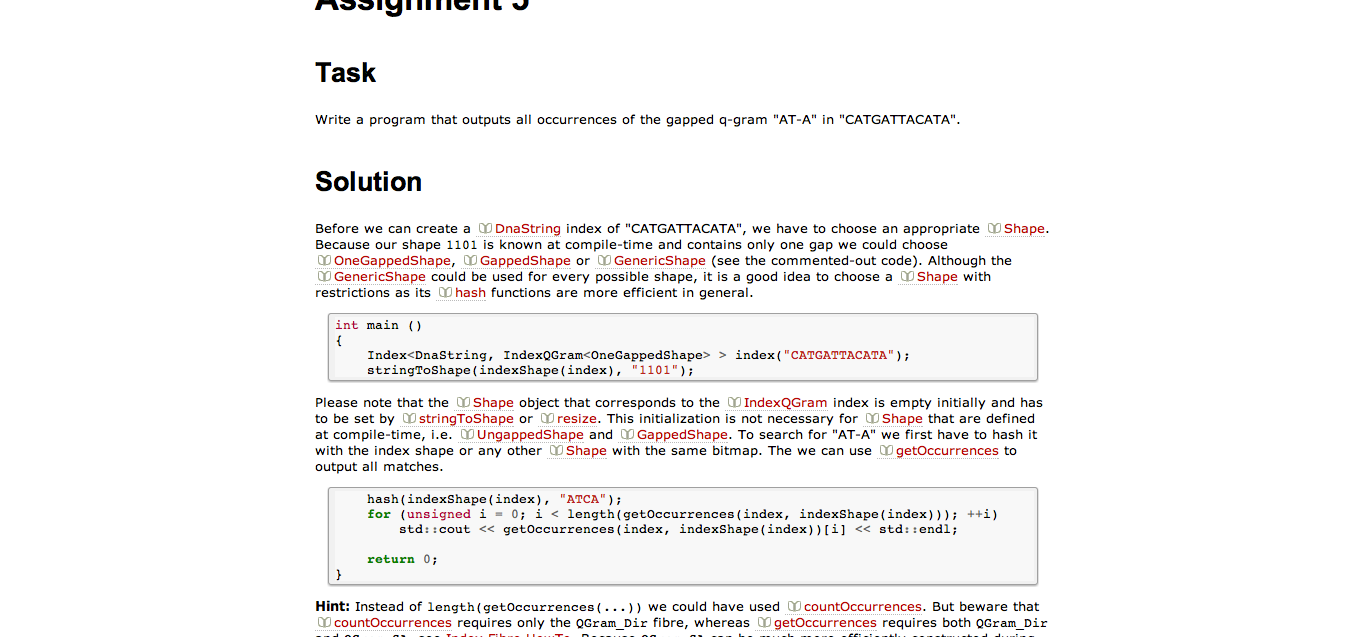 Assignment 5
Task
Write a program that outputs all occurrences of the gapped q-gram "AT-A" in "CATGATTACATA".
Solution
Before we can create a DnaString index of "CATGATTACATA", we have to choose an appropriate Shape.
Because our shape 1101 is known at compile-time and contains only one gap we could choose
OneGappedShape, GappedShape or GenericShape (see the commented-out code). Although the
GenericShape could be used for every possible shape, it is a good idea to choose a Shape with
restrictions as its hash functions are more efficient in general.
int main ()
{
    Index<DnaString, IndexQGram<OneGappedShape> > index("CATGATTACATA");
    stringToShape(indexShape(index), "1101");
Please note that the Shape object that corresponds to the IndexQGram index is empty initially and has
to be set by stringToShape or resize. This initialization is not necessary for Shape that are defined
at compile-time, i.e. UngappedShape and GappedShape. To search for "AT-A" we first have to hash it
with the index shape or any other Shape with the same bitmap. The we can use getOccurrences to
output all matches.
    hash(indexShape(index), "ATCA");
    for (unsigned i = 0; i < length(getOccurrences(index, indexShape(index))); ++i)
        std::cout << getOccurrences(index, indexShape(index))[i] << std::endl;
    return 0;
}
Hint: Instead of length(getOccurrences(...)) we could have used countOccurrences. But beware that
countOccurrences requires only the QGram_Dir fibre, whereas getOccurrences requires both QGram_Dir